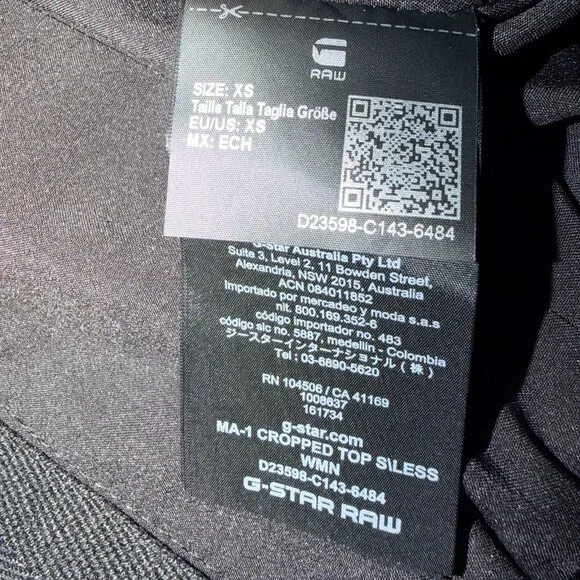 RAW
SIZE: XS
Taille Talla Taglia Größe
EU/US: XS
MX: ECH
D23598-C143-6484
G-Star Australia Pty Ltd
Suite 3, Level 2, 11 Bowden Street,
Alexandria, NSW 2015, Australia
ACN 084011852
Importado por mercadeo y moda s.a.s
nit. 800.169.352-6
código importador no. 483
código sic no. 5887, medellin - Colombia
ジースターインターナショナル(株)
Tel : 03-6890-5620
RN 104506 / CA 41169
1008637
161734
g-star.com
MA-1 CROPPED TOP S\LESS
WMN
D23598-C143-6484
G-STAR RAW